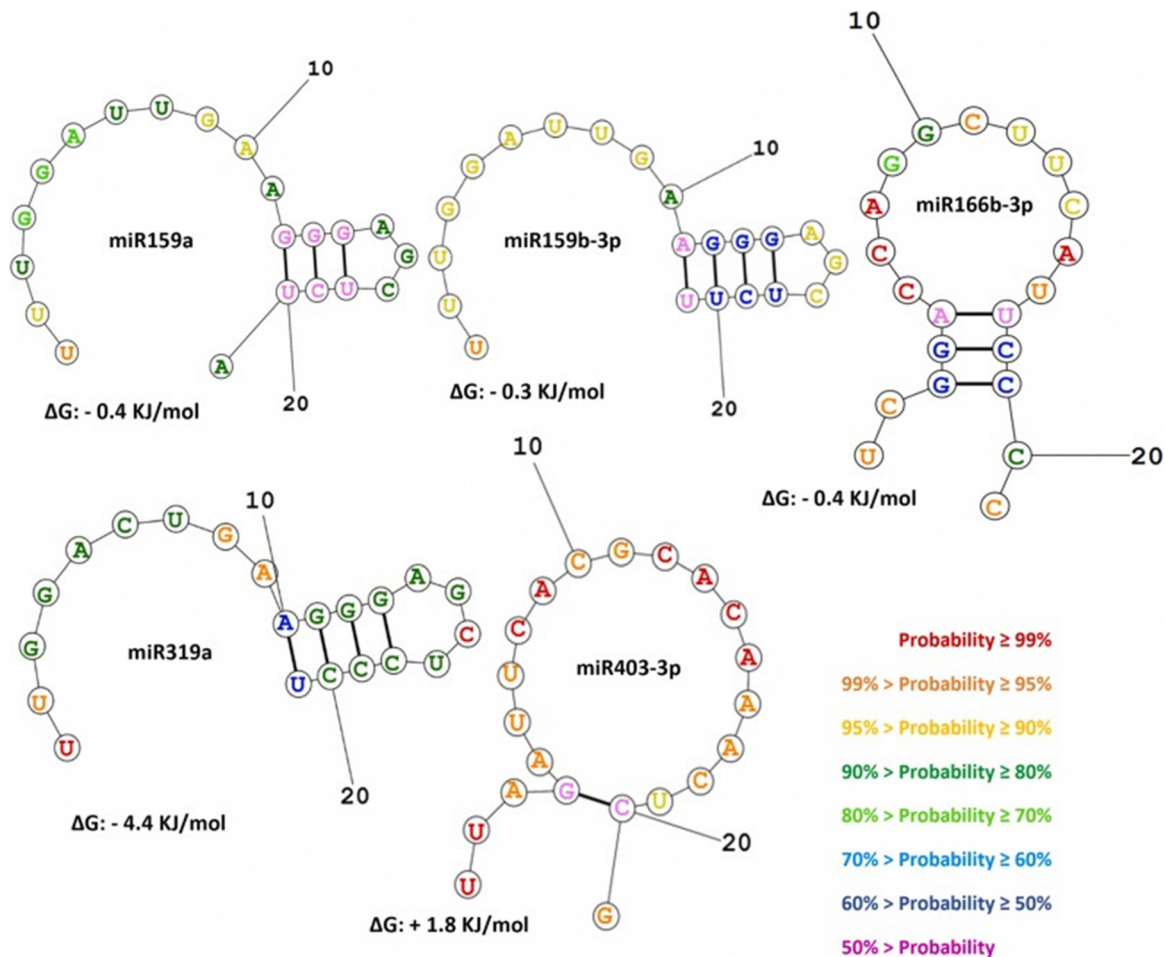 10
U U U G G A U U G A A G G G A G C U C U A
miR159a
20
ΔG: - 0.4 KJ/mol
10
U U U G G A U U G A A G G G A G C U C U U
miR159b-3p
20
ΔG: - 0.3 KJ/mol
10
U C G G A C C A G G C U U C A U U C C C C
miR166b-3p
20
ΔG: - 0.4 KJ/mol
10
U U G G A C U G A A G G G A G C U C C C U
miR319a
20
ΔG: - 4.4 KJ/mol
10
U U A G A U U C A C G C A C A A A C U C G
miR403-3p
20
ΔG: + 1.8 KJ/mol
Probability ≥ 99%
99% > Probability ≥ 95%
95% > Probability ≥ 90%
90% > Probability ≥ 80%
80% > Probability ≥ 70%
70% > Probability ≥ 60%
60% > Probability ≥ 50%
50% > Probability